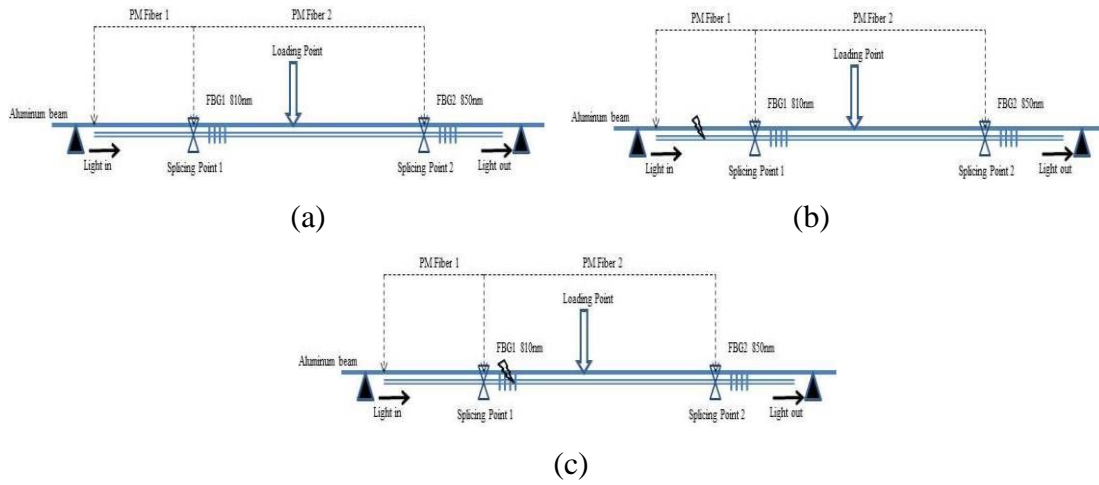 PM Fiber 1 PM Fiber 2
Loading Point
FBG1 810nm FBG2 850nm
Aluminum beam
Light in Splicing Point 1 Splicing Point 2 Light out
(a)
PM Fiber 1 PM Fiber 2
Loading Point
FBG1 810nm FBG2 850nm
Aluminum beam
Light in Splicing Point 1 Splicing Point 2 Light out
(b)
PM Fiber 1 PM Fiber 2
Loading Point
FBG1 810nm FBG2 850nm
Aluminum beam
Light in Splicing Point 1 Splicing Point 2 Light out
(c)